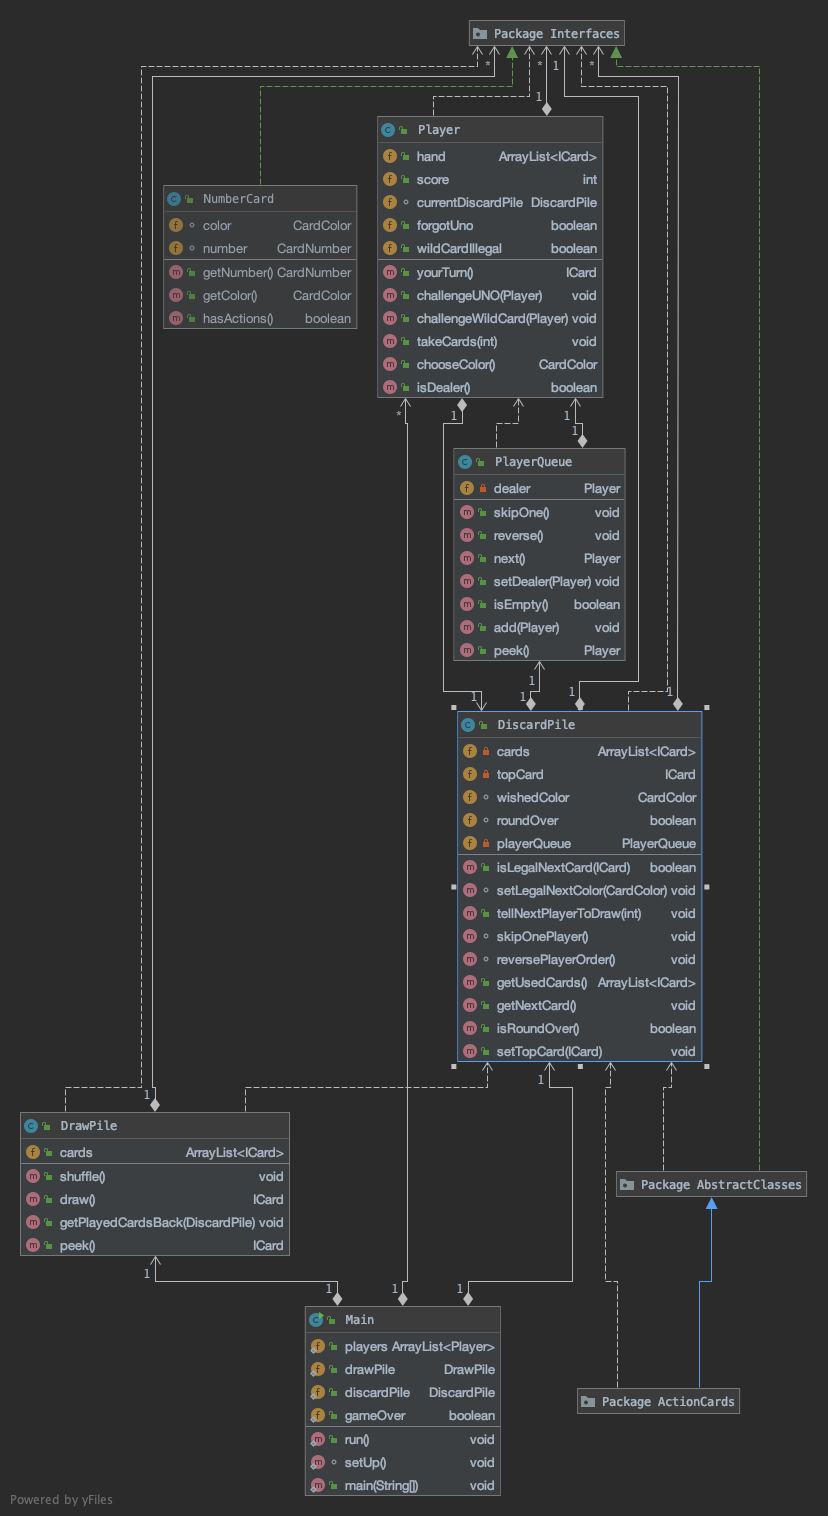 Package Interfaces
* * 1 *
1
Player
hand ArrayList<ICard>
score int
currentDiscardPile DiscardPile
forgotUno boolean
wildCardIllegal boolean
yourTurn() ICard
challengeUNO(Player) void
challengeWildCard(Player) void
takeCards(int) void
chooseColor() CardColor
isDealer() boolean
NumberCard
color CardColor
number CardNumber
getNumber() CardNumber
getColor() CardColor
hasActions() boolean
* 1 1
1
PlayerQueue
dealer Player
skipOne() void
reverse() void
next() Player
setDealer(Player) void
isEmpty() boolean
add(Player) void
peek() Player
1
1 1 1 1
DiscardPile
cards ArrayList<ICard>
topCard ICard
wishedColor CardColor
roundOver boolean
playerQueue PlayerQueue
isLegalNextCard(ICard) boolean
setLegalNextColor(CardColor) void
tellNextPlayerToDraw(int) void
skipOnePlayer() void
reversePlayerOrder() void
getUsedCards() ArrayList<ICard>
getNextCard() void
isRoundOver() boolean
setTopCard(ICard) void
1
1
DrawPile
cards ArrayList<ICard>
shuffle() void
draw() ICard
getPlayedCardsBack(DiscardPile) void
peek() ICard
Package AbstractClasses
1
1 1 1
Main
players ArrayList<Player>
drawPile DrawPile
discardPile DiscardPile
gameOver boolean
run() void
setUp() void
main(String[]) void
Package ActionCards
Powered by yFiles